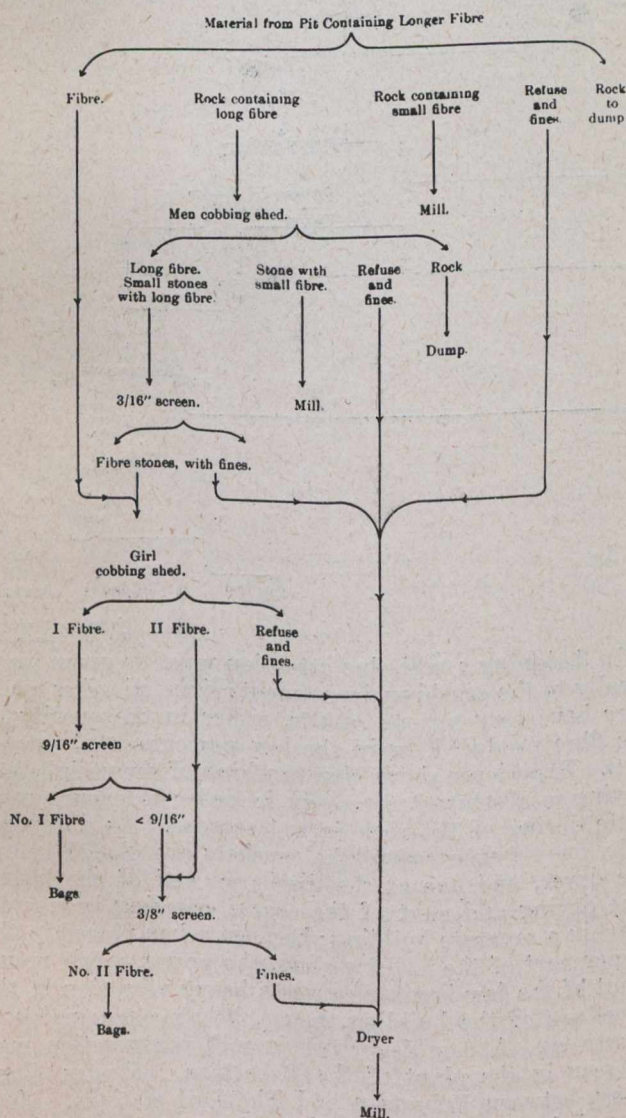 Material from Pit Containing Longer Fibre
Fibre.
Rock containing
long fibre
Rock containing
small fibre
Refuse
and
fines.
Rock
to
dump
Men cobbing shed.
Mill.
Long fibre.
Small stones
with long fibre.
Stone with
small fibre.
Refuse
and
fines.
Rock
Dump.
3/16″ screen.
Mill.
Fibre stones, with fines.
Girl
cobbing shed.
I Fibre.
II Fibre.
Refuse
and
fines.
9/16″ screen
No. I Fibre
< 9/16″
Bags
3/8″ screen.
No. II Fibre.
Fines.
Bags.
Dryer
Mill.